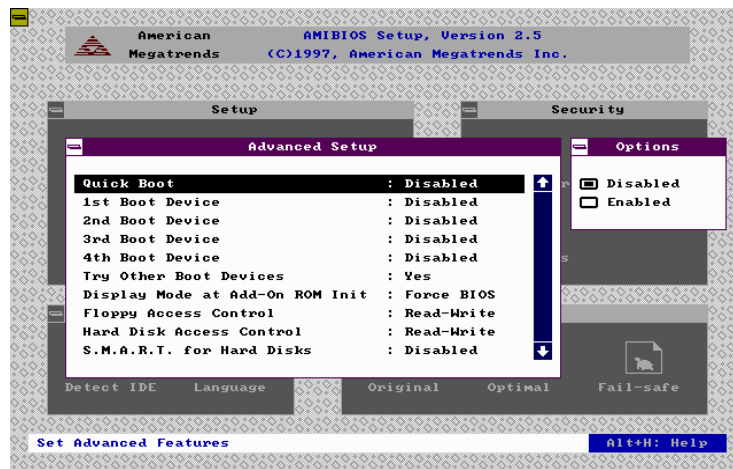 American
Megatrends
AMIBIOS Setup, Version 2.5
(C)1997, American Megatrends Inc.
Setup
Security
Advanced Setup
Quick Boot : Disabled
1st Boot Device : Disabled
2nd Boot Device : Disabled
3rd Boot Device : Disabled
4th Boot Device : Disabled
Try Other Boot Devices : Yes
Display Mode at Add-On ROM Init : Force BIOS
Floppy Access Control : Read-Write
Hard Disk Access Control : Read-Write
S.M.A.R.T. for Hard Disks : Disabled
Options
Disabled
Enabled
Detect IDE Language
Original Optimal Fail-safe
Set Advanced Features
Alt+H: Help